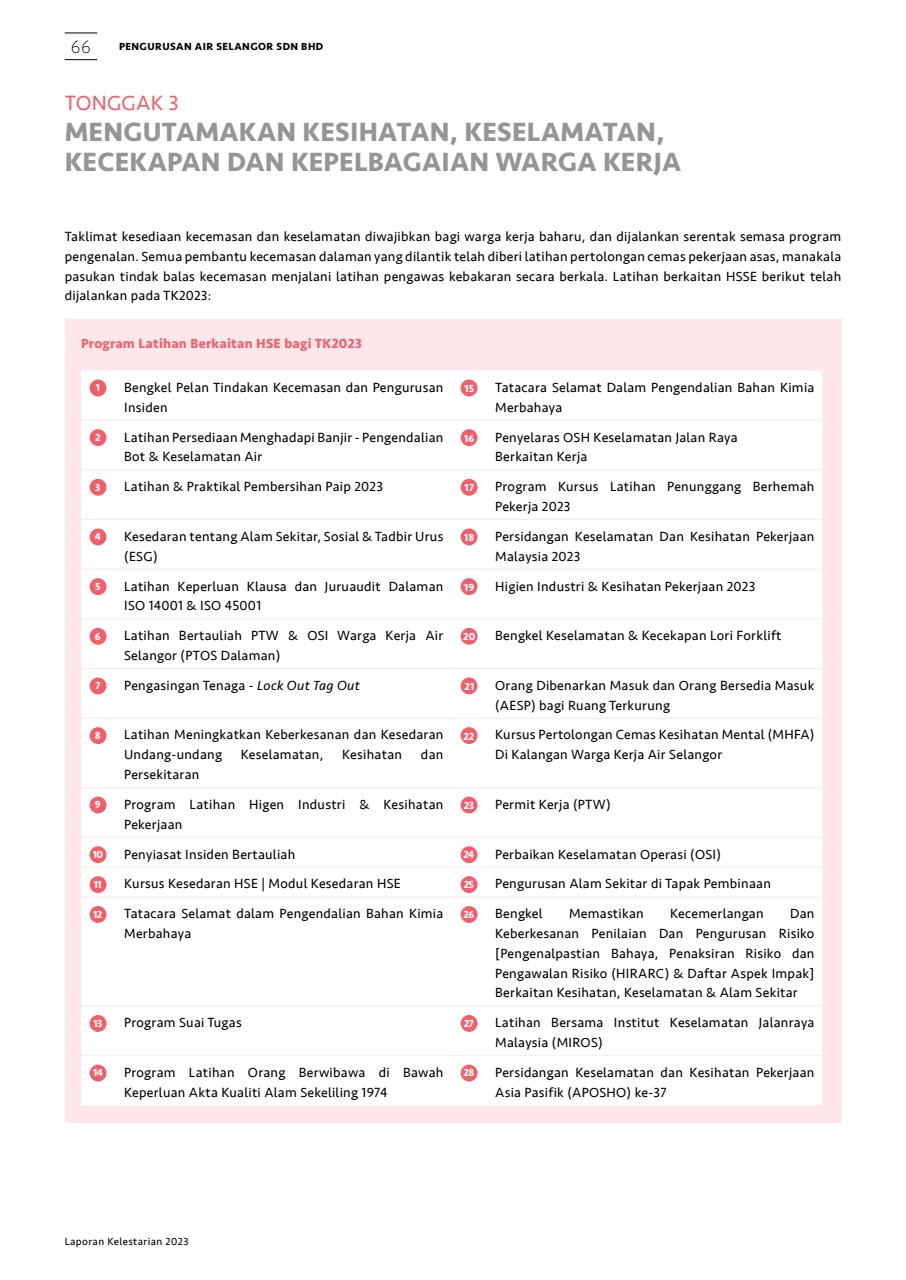 66
PENGURUSAN AIR SELANGOR SDN BHD
TONGGAK 3
MENGUTAMAKAN KESIHATAN, KESELAMATAN,
KECEKAPAN DAN KEPELBAGAIAN WARGA KERJA
Taklimat kesediaan kecemasan dan keselamatan diwajibkan bagi warga kerja baharu, dan dijalankan serentak semasa program
pengenalan. Semua pembantu kecemasan dalaman yang dilantik telah diberi latihan pertolongan cemas pekerjaan asas, manakala
pasukan tindak balas kecemasan menjalani latihan pengawas kebakaran secara berkala. Latihan berkaitan HSSE berikut telah
dijalankan pada TK2023:
Program Latihan Berkaitan HSE bagi TK2023
1 Bengkel Pelan Tindakan Kecemasan dan Pengurusan
Insiden
2 Latihan Persediaan Menghadapi Banjir - Pengendalian
Bot & Keselamatan Air
3 Latihan & Praktikal Pembersihan Paip 2023
4 Kesedaran tentang Alam Sekitar, Sosial & Tadbir Urus
(ESG)
5 Latihan Keperluan Klausa dan Juruaudit Dalaman
ISO 14001 & ISO 45001
6 Latihan Bertauliah PTW & OSI Warga Kerja Air
Selangor (PTOS Dalaman)
7 Pengasingan Tenaga - Lock Out Tag Out
8 Latihan Meningkatkan Keberkesanan dan Kesedaran
Undang-undang Keselamatan, Kesihatan dan
Persekitaran
9 Program Latihan Higen Industri & Kesihatan
Pekerjaan
10 Penyiasat Insiden Bertauliah
11 Kursus Kesedaran HSE | Modul Kesedaran HSE
12 Tatacara Selamat dalam Pengendalian Bahan Kimia
Merbahaya
13 Program Suai Tugas
14 Program Latihan Orang Berwibawa di Bawah
Keperluan Akta Kualiti Alam Sekeliling 1974
15 Tatacara Selamat Dalam Pengendalian Bahan Kimia
Merbahaya
16 Penyelaras OSH Keselamatan Jalan Raya
Berkaitan Kerja
17 Program Kursus Latihan Penunggang Berhemah
Pekerja 2023
18 Persidangan Keselamatan Dan Kesihatan Pekerjaan
Malaysia 2023
19 Higien Industri & Kesihatan Pekerjaan 2023
20 Bengkel Keselamatan & Kecekapan Lori Forklift
21 Orang Dibenarkan Masuk dan Orang Bersedia Masuk
(AESP) bagi Ruang Terkurung
22 Kursus Pertolongan Cemas Kesihatan Mental (MHFA)
Di Kalangan Warga Kerja Air Selangor
23 Permit Kerja (PTW)
24 Perbaikan Keselamatan Operasi (OSI)
25 Pengurusan Alam Sekitar di Tapak Pembinaan
26 Bengkel Memastikan Kecemerlangan Dan
Keberkesanan Penilaian Dan Pengurusan Risiko
[Pengenalpastian Bahaya, Penaksiran Risiko dan
Pengawalan Risiko (HIRARC) & Daftar Aspek Impak]
Berkaitan Kesihatan, Keselamatan & Alam Sekitar
27 Latihan Bersama Institut Keselamatan Jalanraya
Malaysia (MIROS)
28 Persidangan Keselamatan dan Kesihatan Pekerjaan
Asia Pasifik (APOSHO) ke-37
Laporan Kelestarian 2023